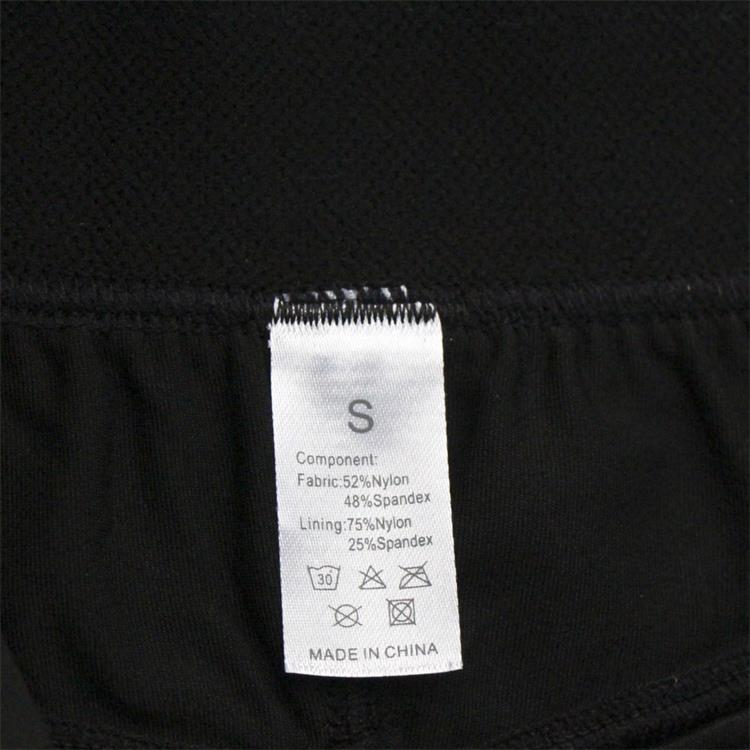 S
Component:
Fabric:52%Nylon
48%Spandex
Lining:75%Nylon
25%Spandex
30°
MADE IN CHINA